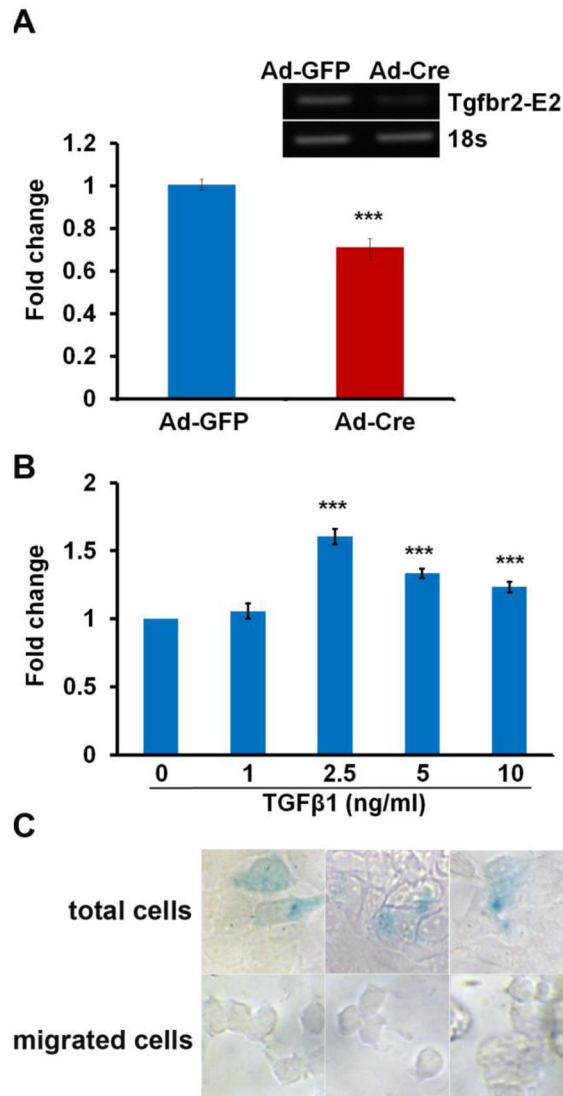 A
Ad-GFP Ad-Cre
Tgfbr2-E2
18s
1.2
1
0.8
0.6
0.4
0.2
0
Fold change
***
Ad-GFP Ad-Cre
B
2
1.5
1
0.5
0
Fold change
*** *** ***
0 1 2.5 5 10
TGFβ1 (ng/ml)
C
total cells
migrated cells